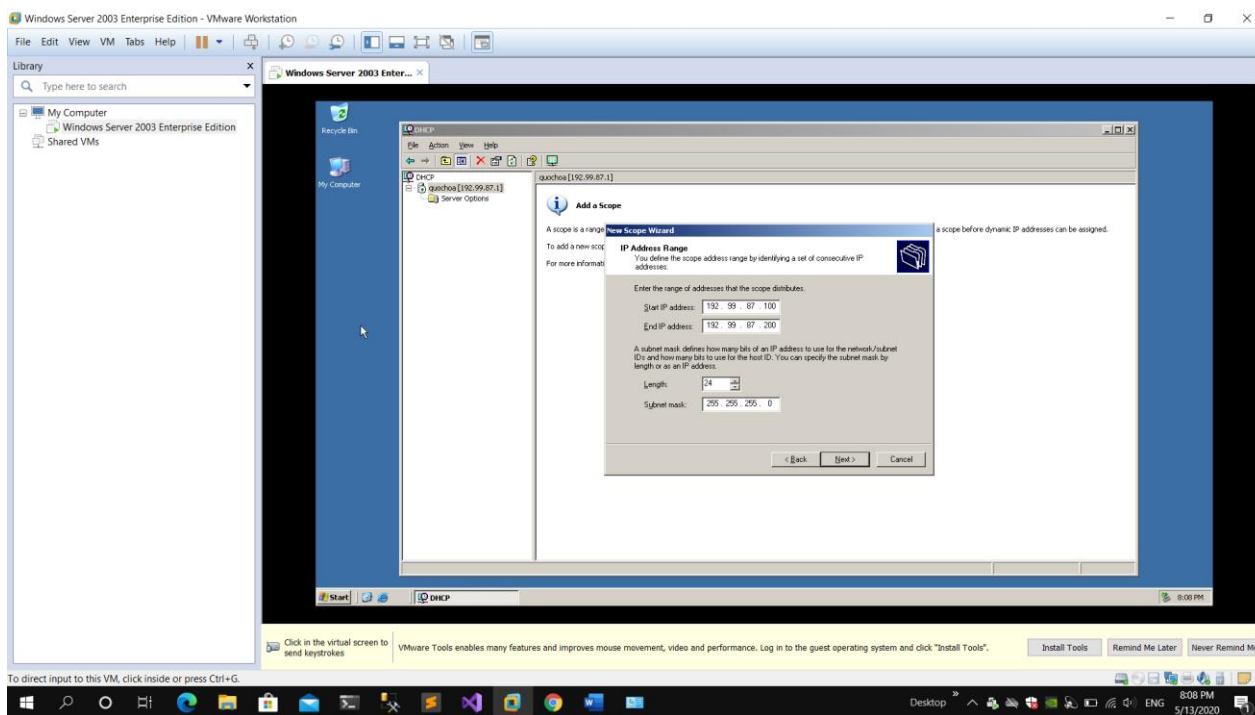 Windows Server 2003 Enterprise Edition - VMware Workstation
File Edit View VM Tabs Help
Library x
Type here to search
My Computer
Windows Server 2003 Enterprise Edition
Shared VMs
Windows Server 2003 Enter... ×
Recycle Bin
My Computer
DHCP
File Action View Help
DHCP
quochoa [192.99.87.1]
Server Options
quochoa [192.99.87.1]
Add a Scope
A scope is a range
a scope before dynamic IP addresses can be assigned.
To add a new scop
For more informati
New Scope Wizard
IP Address Range
You define the scope address range by identifying a set of consecutive IP
addresses.
Enter the range of addresses that the scope distributes.
Start IP address: 192 . 99 . 87 . 100
End IP address: 192 . 99 . 87 . 200
A subnet mask defines how many bits of an IP address to use for the network/subnet
IDs and how many bits to use for the host ID. You can specify the subnet mask by
length or as an IP address.
Length: 24
Subnet mask: 255 . 255 . 255 . 0
< Back Next > Cancel
Start DHCP 8:08 PM
Click in the virtual screen to
send keystrokes
VMware Tools enables many features and improves mouse movement, video and performance. Log in to the guest operating system and click "Install Tools".
Install Tools Remind Me Later Never Remind M
To direct input to this VM, click inside or press Ctrl+G.
Desktop » ENG 8:08 PM
5/13/2020